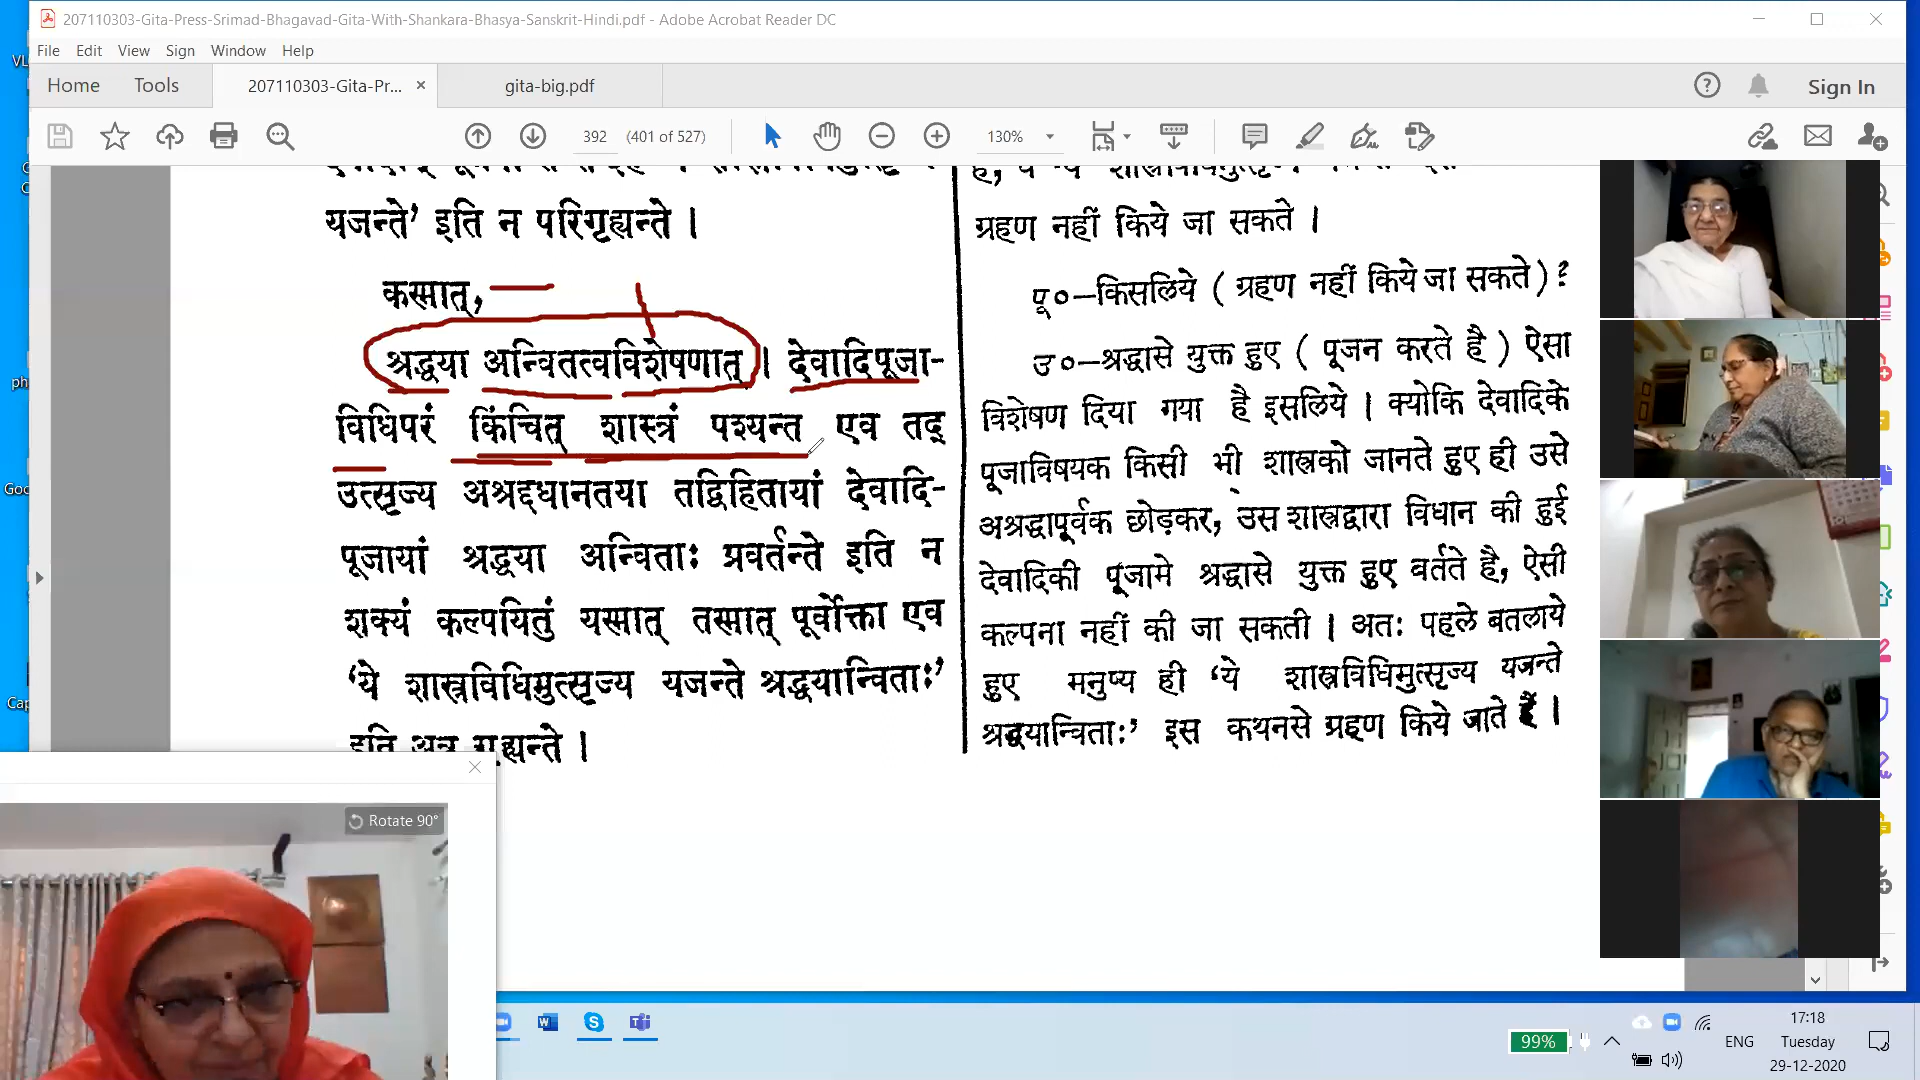 207110303-Gita-Press-Srimad-Bhagavad-Gita-With-Shankara-Bhasya-Sanskrit-Hindi.pdf - Adobe Acrobat Reader DC
File Edit View Sign Window Help
Home Tools 207110303-Gita-Pr... × gita-big.pdf Sign In
392 (401 of 527) 130%
यजन्ते’ इति न परिगृह्यन्ते ।
कस्मात्,
श्रद्धया अन्वितत्वविशेषणात् । देवादिपूजा-
विधिपरं किंचित् शास्त्रं पश्यन्त एव तद्
उत्सृज्य अश्रद्दधानतया तद्विहितायां देवादि-
पूजायां श्रद्धया अन्विताः प्रवर्तन्ते इति न
शक्यं कल्पयितुं यस्मात् तस्मात् पूर्वोक्ता एव
‘ये शास्त्रविधिमुत्सृज्य यजन्ते श्रद्धयान्विताः’
इति अत्र गृह्यन्ते ।
ग्रहण नहीं किये जा सकते ।
पू०–किसलिये ( ग्रहण नहीं किये जा सकते ) ?
उ०–श्रद्धासे युक्त हुए ( पूजन करते है ) ऐसा
विशेषण दिया गया है इसलिये । क्योकि देवादिके
पूजाविषयक किसी भी शास्त्रको जानते हुए ही उसे
अश्रद्धापूर्वक छोड़कर, उस शास्त्रद्वारा विधान की हुई
देवादिकी पूजामे श्रद्धासे युक्त हुए बर्तते है, ऐसी
कल्पना नहीं की जा सकती । अतः पहले बतलाये
हुए मनुष्य ही ‘ये शास्त्रविधिमुत्सृज्य यजन्ते
श्रद्धयान्विताः’ इस कथनसे ग्रहण किये जाते हैं ।
Rotate 90°
99%
ENG
17:18
Tuesday
29-12-2020